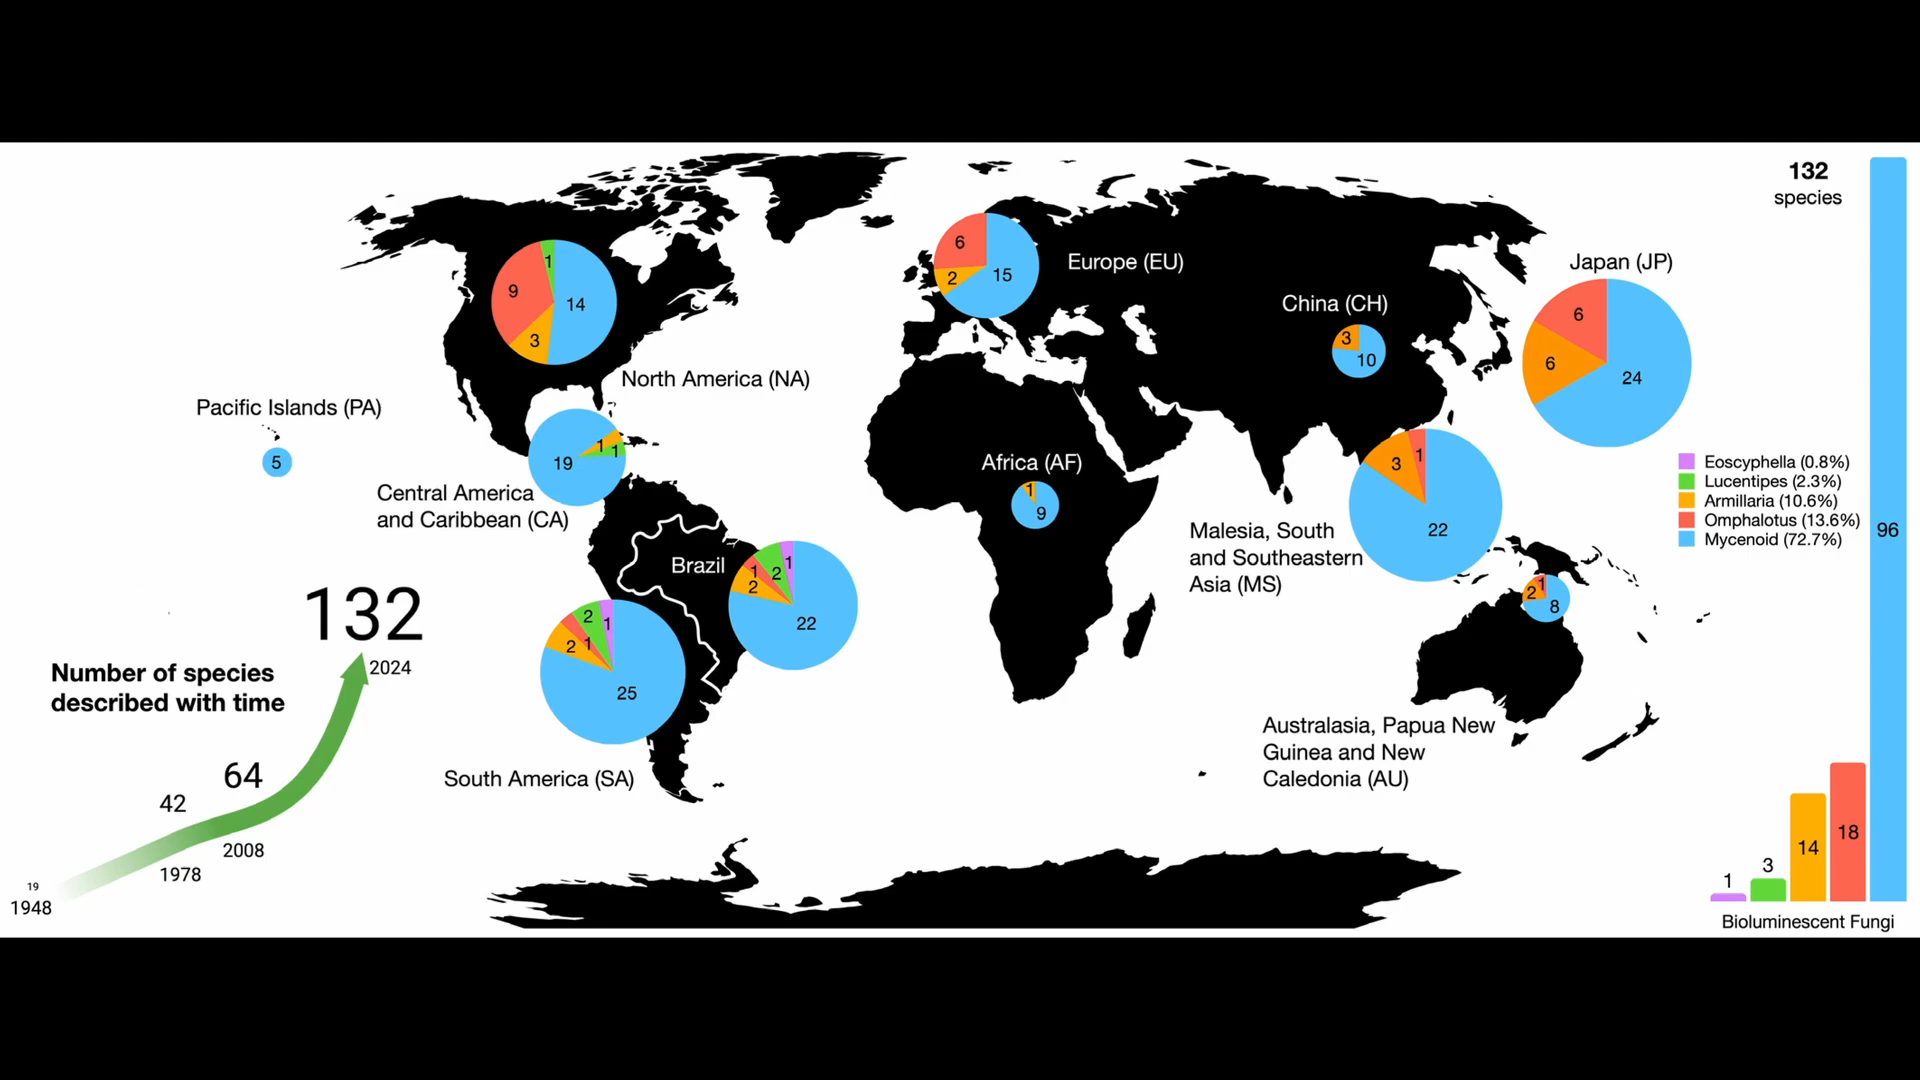 132
species
Japan (JP)
Europe (EU)
China (CH)
6
2
15
1
9
14
3
3
10
6
6
24
North America (NA)
Pacific Islands (PA)
5
1
1
19
Central America
and Caribbean (CA)
Africa (AF)
1
9
3
1
22
Malesia, South
and Southeastern
Asia (MS)
Eoscyphella (0.8%)
Lucentipes (2.3%)
Armillaria (10.6%)
Omphalotus (13.6%)
Mycenoid (72.7%)
96
Brazil
1
2
1
2
22
2
1
2
1
25
South America (SA)
2
1
8
Australasia, Papua New
Guinea and New
Caledonia (AU)
132
2024
Number of species
described with time
64
42
2008
1978
19
1948
1
3
14
18
Bioluminescent Fungi